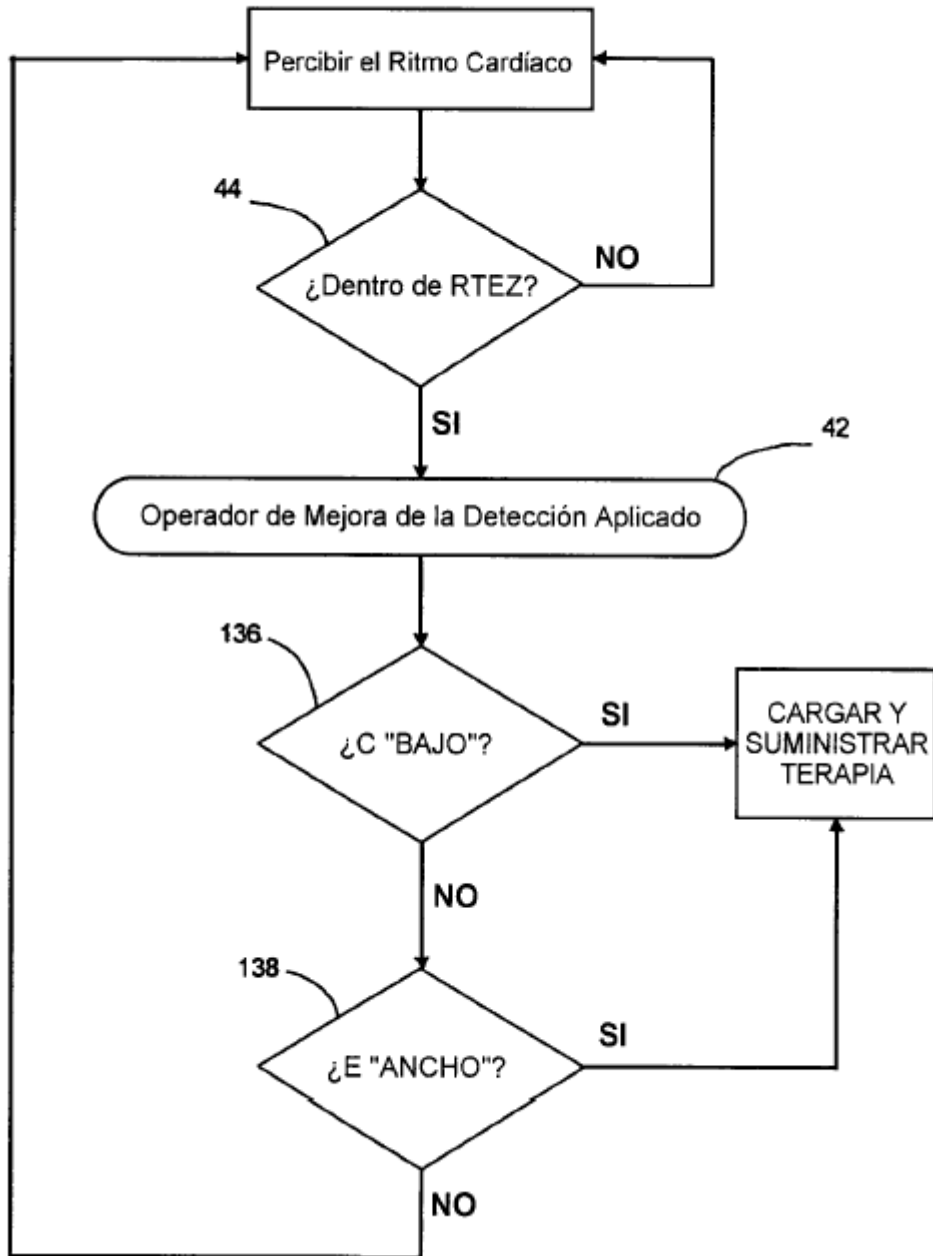 Percibir el Ritmo Cardíaco
44
¿Dentro de RTEZ?
NO
SI
42
Operador de Mejora de la Detección Aplicado
136
¿C "BAJO"?
SI
CARGAR Y
SUMINISTRAR
TERAPIA
NO
138
¿E "ANCHO"?
SI
NO